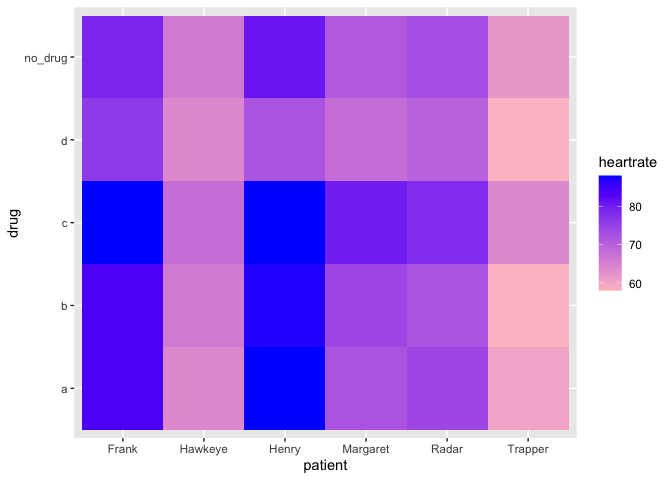 no_drug
d
c
b
a
drug
Frank Hawkeye Henry Margaret Radar Trapper
patient
heartrate
80
70
60